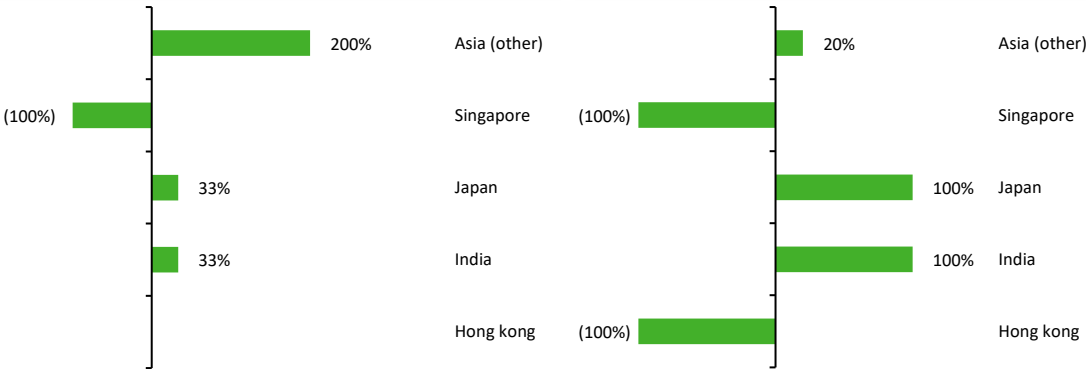 200% Asia (other) 20% Asia (other)
(100%) Singapore (100%) Singapore
33% Japan 100% Japan
33% India 100% India
Hong kong (100%) Hong kong